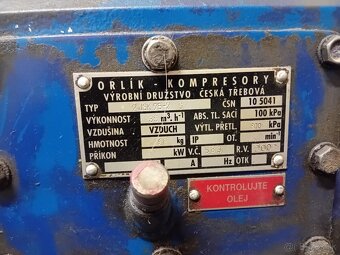 ORLÍK - KOMPRESORY
VÝROBNÍ DRUŽSTVO ČESKÁ TŘEBOVÁ
TYP ČSN 10 5041
VÝKONNOST m³.h⁻¹ ABS. TL. SACÍ 100 kPa
VZDUŠINA VZDUCH VÝTL. PŘETL. kPa
HMOTNOST kg IP OT. min⁻¹
PŘÍKON kW V.Č. R.V.
V A Hz OTK
KONTROLUJTE
OLEJ